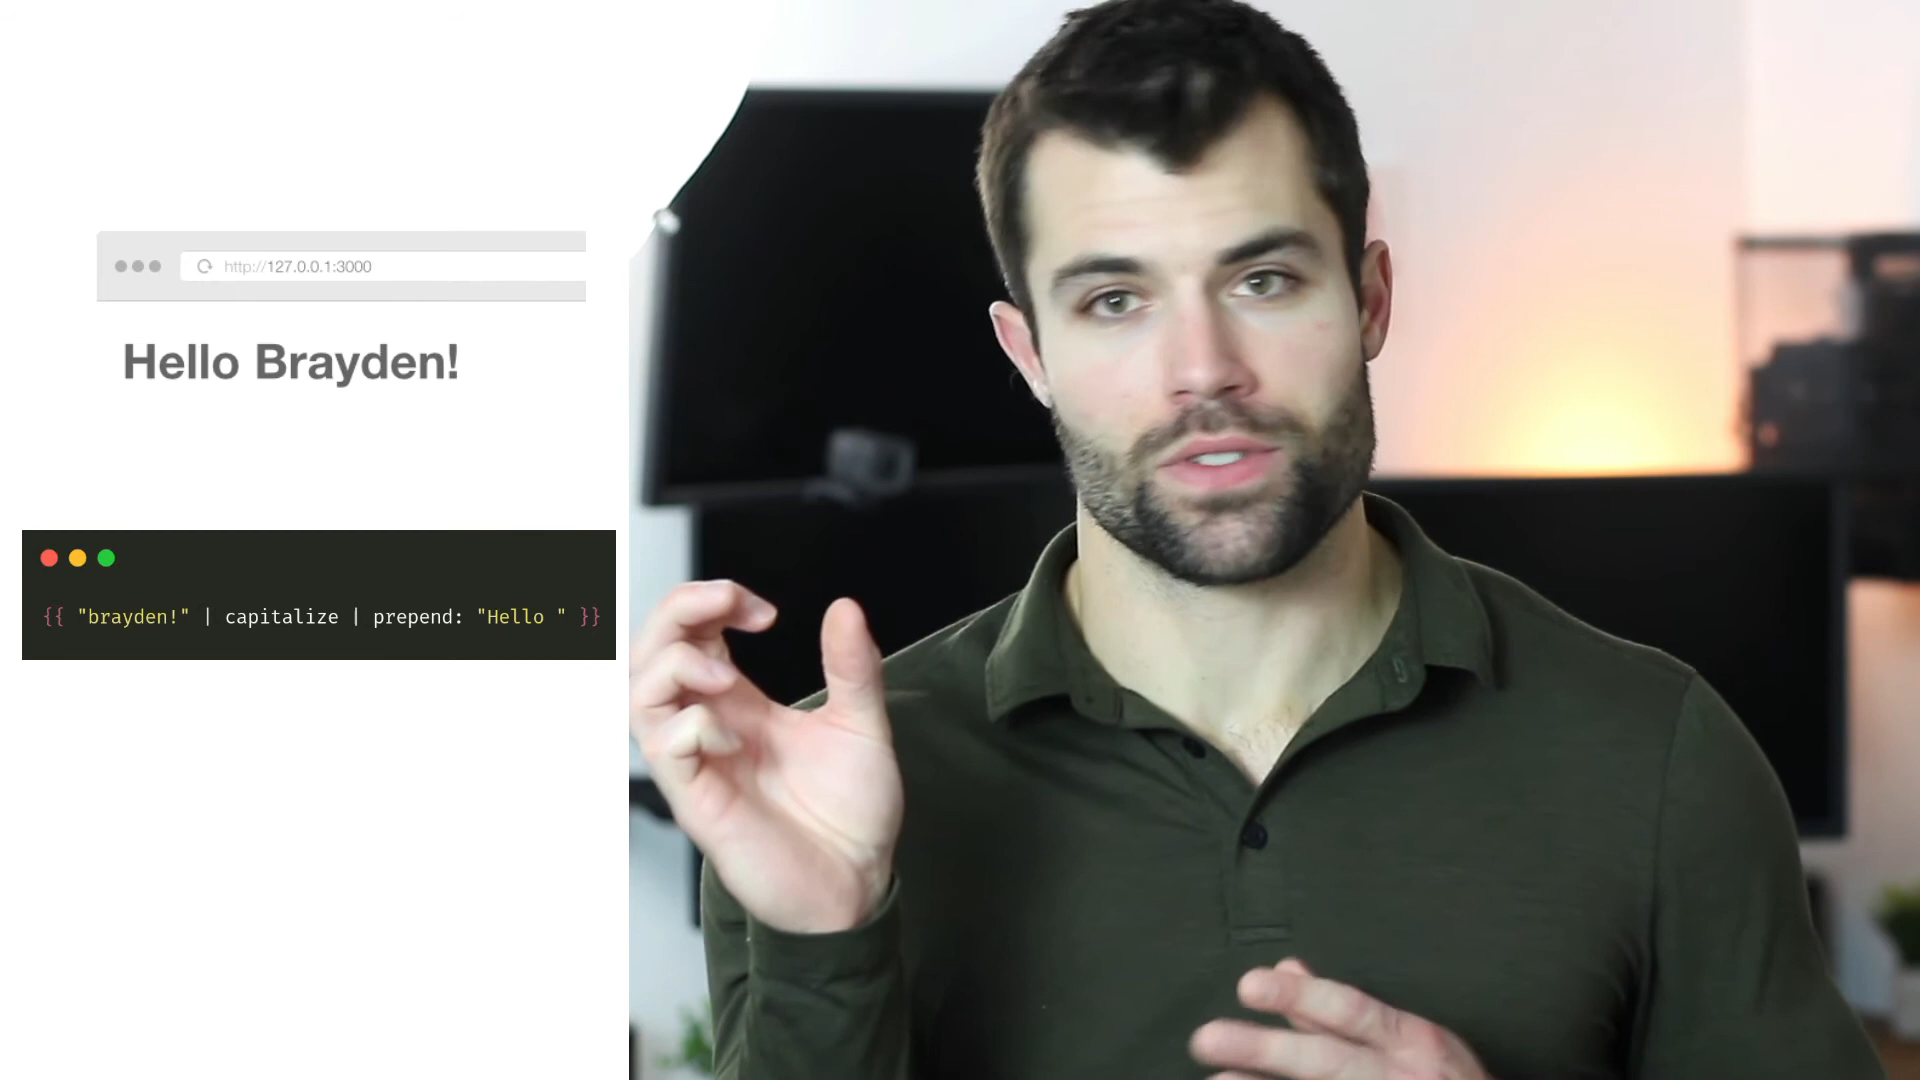 http://127.0.0.1:3000
Hello Brayden!
{{ "brayden!" | capitalize | prepend: "Hello " }}